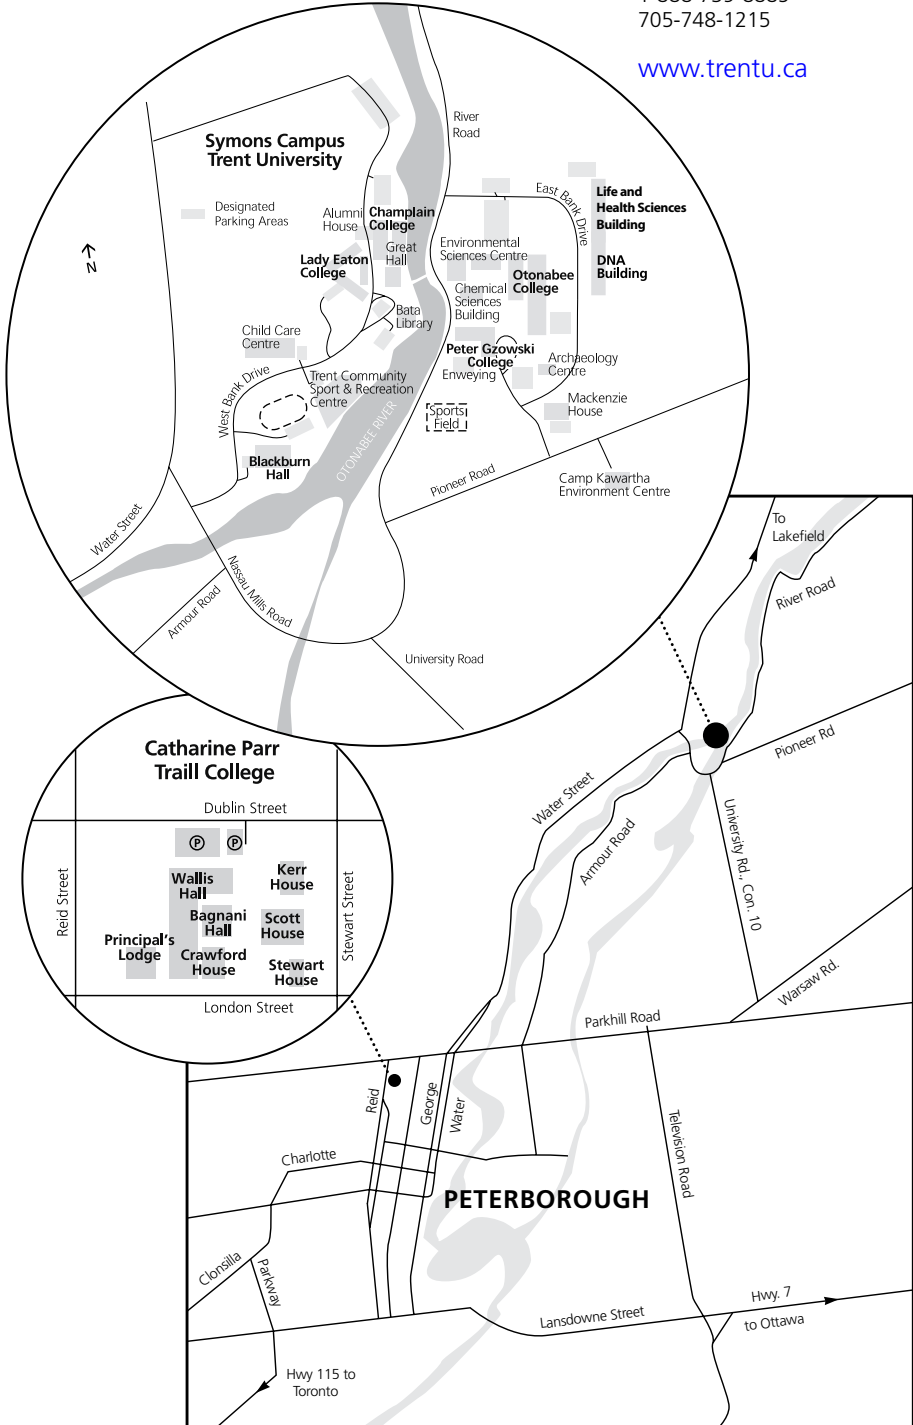 705-748-1215
www.trentu.ca
River
Road
Symons Campus
Trent University
Designated
Parking Areas
N
Alumni
House
Champlain
College
Great
Hall
Lady Eaton
College
East Bank Drive
Life and
Health Sciences
Building
DNA
Building
Environmental
Sciences Centre
Otonabee
College
Chemical
Sciences
Building
Bata
Library
Child Care
Centre
Peter Gzowski
College
Enweying
Archaeology
Centre
West Bank Drive
Trent Community
Sport & Recreation
Centre
Mackenzie
House
Sports
Field
OTONABEE RIVER
Blackburn
Hall
Pioneer Road
Camp Kawartha
Environment Centre
Water Street
Nassau Mills Road
Armour Road
University Road
To
Lakefield
River Road
Pioneer Rd
Water Street
Armour Road
University Rd., Con. 10
Warsaw Rd.
Catharine Parr
Traill College
Dublin Street
P
P
Reid Street
Stewart Street
Wallis
Hall
Kerr
House
Bagnani
Hall
Scott
House
Principal's
Lodge
Crawford
House
Stewart
House
London Street
Parkhill Road
Reid
George
Water
Television Road
Charlotte
PETERBOROUGH
Clonsilla
Parkway
Lansdowne Street
Hwy. 7
to Ottawa
Hwy 115 to
Toronto